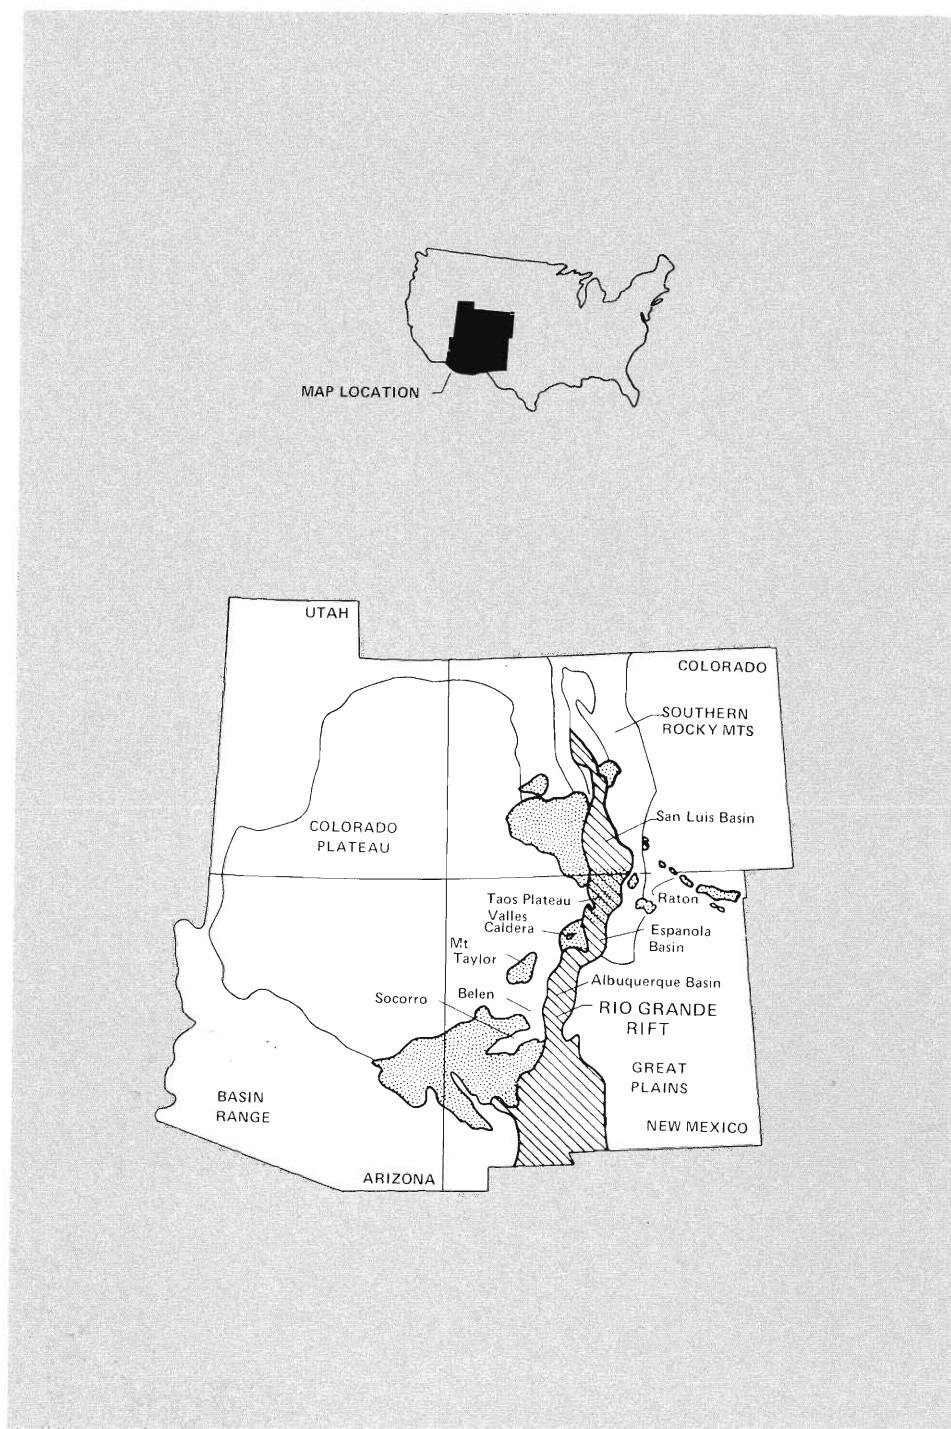 MAP LOCATION
UTAH
COLORADO
SOUTHERN
ROCKY MTS
San Luis Basin
COLORADO
PLATEAU
Taos Plateau
Raton
Valles
Caldera
Espanola
Basin
Mt
Taylor
Albuquerque Basin
Socorro
Belen
RIO GRANDE
RIFT
GREAT
PLAINS
BASIN
RANGE
NEW MEXICO
ARIZONA